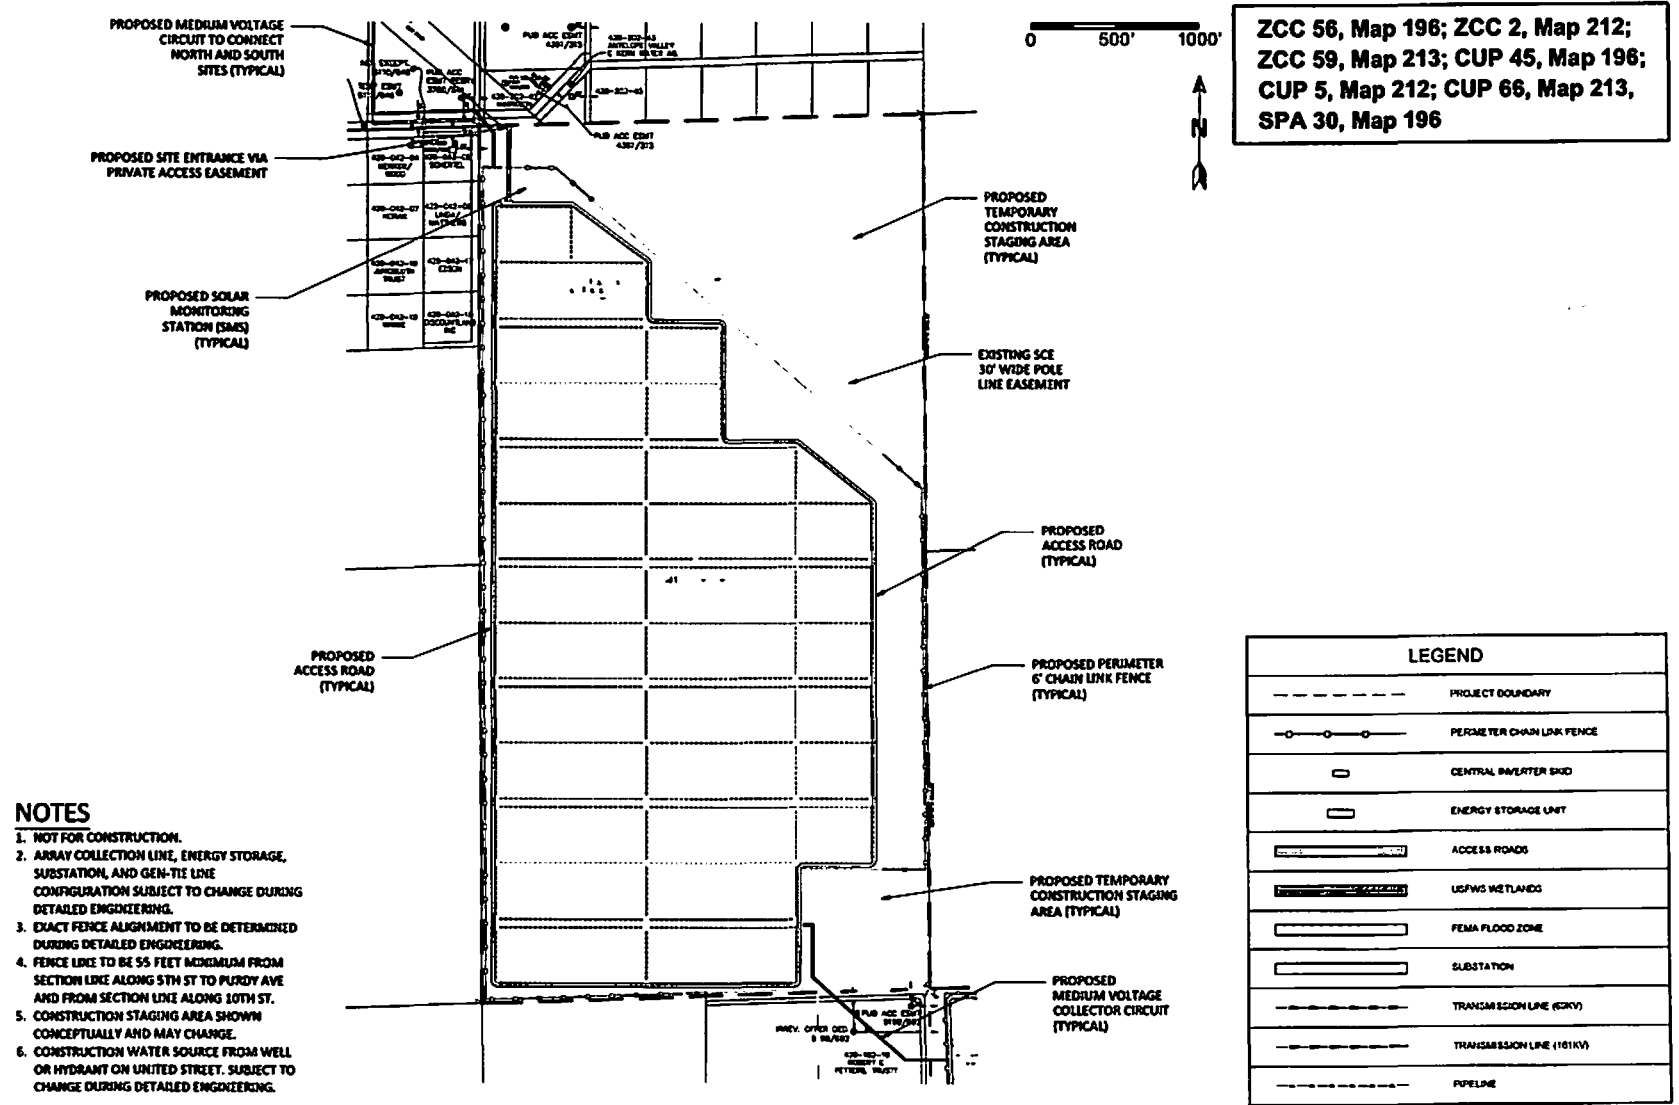 PROPOSED MEDIUM VOLTAGE
CIRCUIT TO CONNECT
NORTH AND SOUTH
SITES (TYPICAL)
PROPOSED SITE ENTRANCE VIA
PRIVATE ACCESS EASEMENT
PROPOSED SOLAR
MONITORING
STATION (SMS)
(TYPICAL)
PROPOSED
ACCESS ROAD
(TYPICAL)
PUB ACC ESMT
4307/373
0
500'
1000'
N
ZCC 56, Map 196; ZCC 2, Map 212;
ZCC 59, Map 213; CUP 45, Map 196;
CUP 5, Map 212; CUP 66, Map 213,
SPA 30, Map 196
PROPOSED
TEMPORARY
CONSTRUCTION
STAGING AREA
(TYPICAL)
EXISTING SCE
30' WIDE POLE
LINE EASEMENT
PROPOSED
ACCESS ROAD
(TYPICAL)
PROPOSED PERIMETER
6' CHAIN LINK FENCE
(TYPICAL)
PROPOSED TEMPORARY
CONSTRUCTION STAGING
AREA (TYPICAL)
PROPOSED
MEDIUM VOLTAGE
COLLECTOR CIRCUIT
(TYPICAL)
PUB ACC ESMT
NOTES
1. NOT FOR CONSTRUCTION.
2. ARRAY COLLECTION LINE, ENERGY STORAGE,
SUBSTATION, AND GEN-TIE LINE
CONFIGURATION SUBJECT TO CHANGE DURING
DETAILED ENGINEERING.
3. EXACT FENCE ALIGNMENT TO BE DETERMINED
DURING DETAILED ENGINEERING.
4. FENCE LINE TO BE 55 FEET MINIMUM FROM
SECTION LINE ALONG 5TH ST TO PURDY AVE
AND FROM SECTION LINE ALONG 10TH ST.
5. CONSTRUCTION STAGING AREA SHOWN
CONCEPTUALLY AND MAY CHANGE.
6. CONSTRUCTION WATER SOURCE FROM WELL
OR HYDRANT ON UNITED STREET. SUBJECT TO
CHANGE DURING DETAILED ENGINEERING.
LEGEND
PROJECT BOUNDARY
PERIMETER CHAIN LINK FENCE
CENTRAL INVERTER SKID
ENERGY STORAGE UNIT
ACCESS ROADS
USFWS WETLANDS
FEMA FLOOD ZONE
SUBSTATION
TRANSMISSION LINE
TRANSMISSION LINE (161KV)
PIPELINE